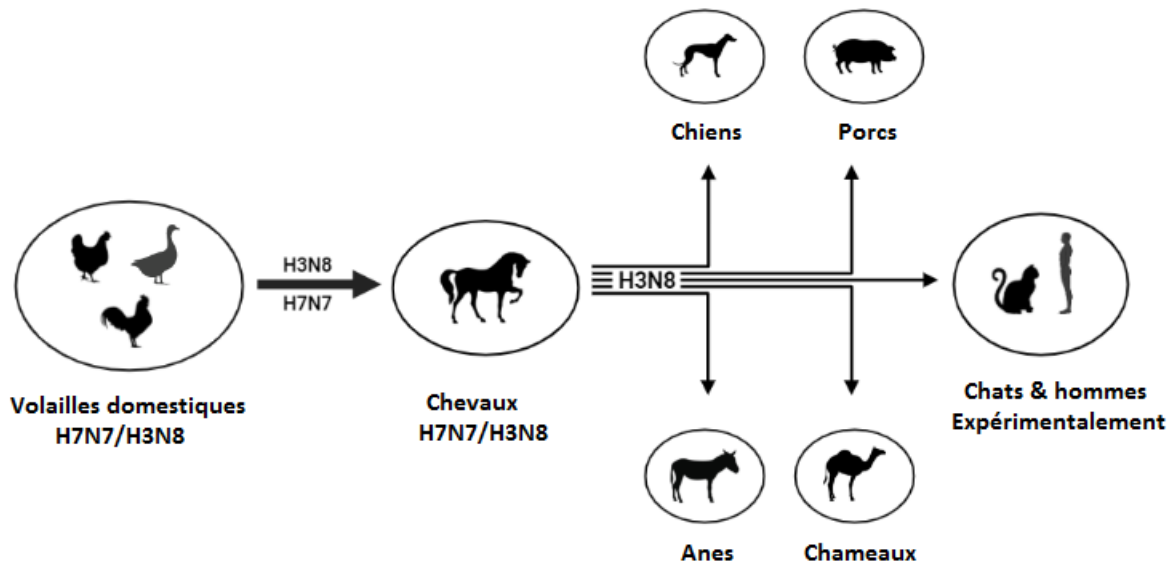 Chiens
Porcs
H3N8
H7N7
H3N8
Volailles domestiques
H7N7/H3N8
Chevaux
H7N7/H3N8
Chats & hommes
Expérimentalement
Anes
Chameaux